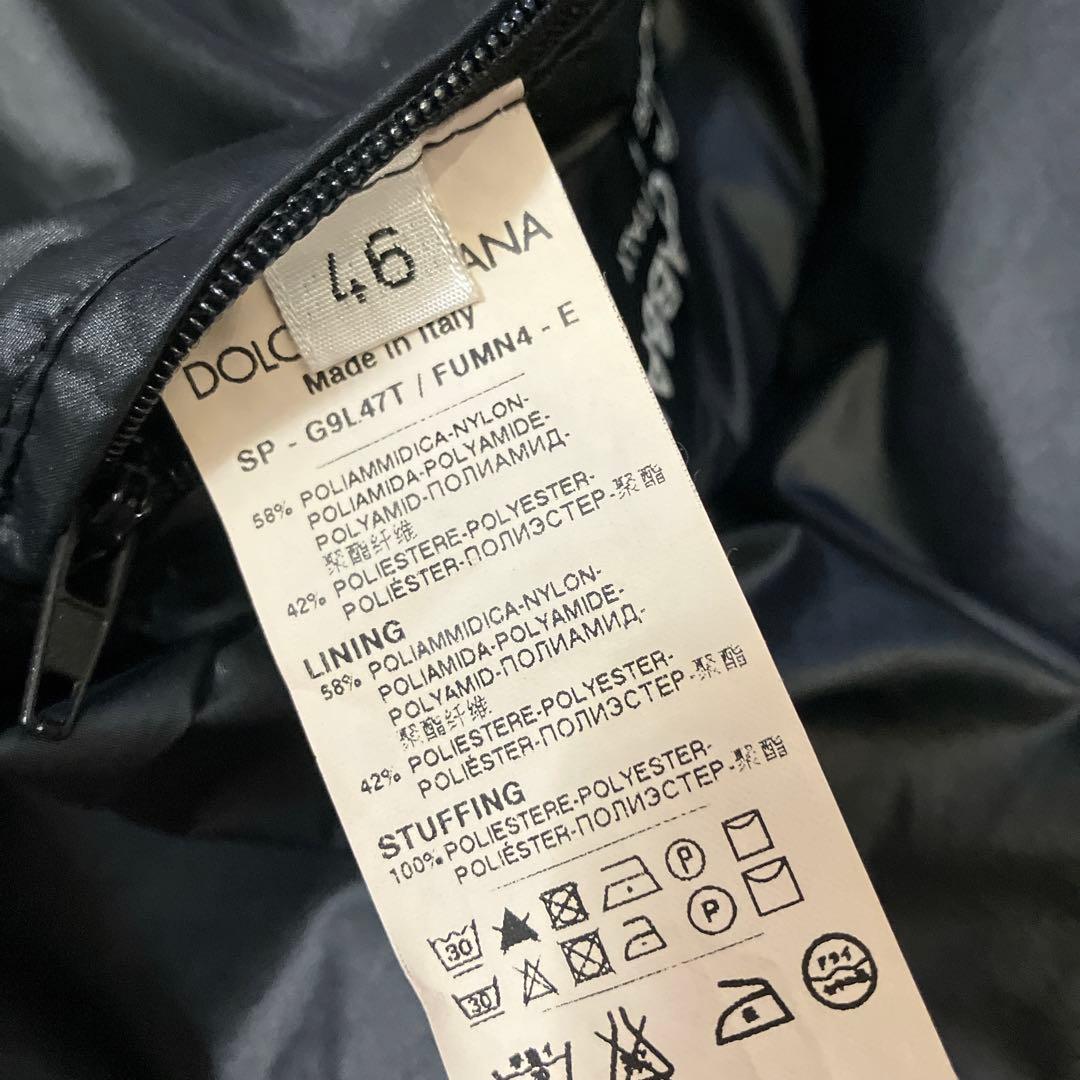 46
DOLC
ANA
Made in Italy
SP - G9L47T / FUMN4 - E
58% POLIAMMIDICA-NYLON-
POLIAMIDA-POLYAMIDE-
POLYAMID-ПОЛИАМИД-
聚酯纤维
42% POLIESTERE-POLYESTER-
POLIÉSTER-ПОЛИЭСТЕР-聚酯
LINING
58% POLIAMMIDICA-NYLON-
POLIAMIDA-POLYAMIDE-
POLYAMID-ПОЛИАМИД-
聚酯纤维
42% POLIESTERE-POLYESTER-
POLIÉSTER-ПОЛИЭСТЕР-聚酯
STUFFING
100% POLIESTERE-POLYESTER-
POLIÉSTER-ПОЛИЭСТЕР-聚酯
30 P
30 P